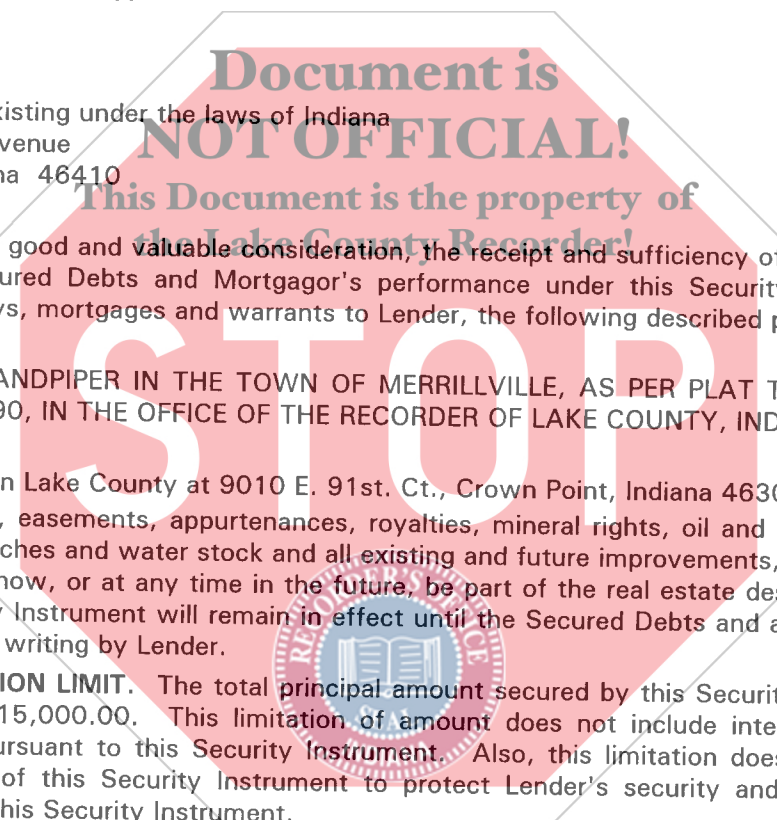 Document is
xisting under the laws of Indiana
venue
NOT OFFICIAL!
na 46410
This Document is the property of
the Lake County Recorder!
good and valuable consideration, the receipt and sufficiency of
ured Debts and Mortgagor's performance under this Security
ys, mortgages and warrants to Lender, the following described p
STOP
ANDPIPER IN THE TOWN OF MERRILLVILLE, AS PER PLAT T
90, IN THE OFFICE OF THE RECORDER OF LAKE COUNTY, IND
n Lake County at 9010 E. 91st. Ct., Crown Point, Indiana 4630
, easements, appurtenances, royalties, mineral rights, oil and
ches and water stock and all existing and future improvements,
now, or at any time in the future, be part of the real estate des
y Instrument will remain in effect until the Secured Debts and a
writing by Lender.
ION LIMIT. The total principal amount secured by this Securit
15,000.00. This limitation of amount does not include inte
ursuant to this Security Instrument. Also, this limitation does
of this Security Instrument to protect Lender's security and
his Security Instrument.
SEAL